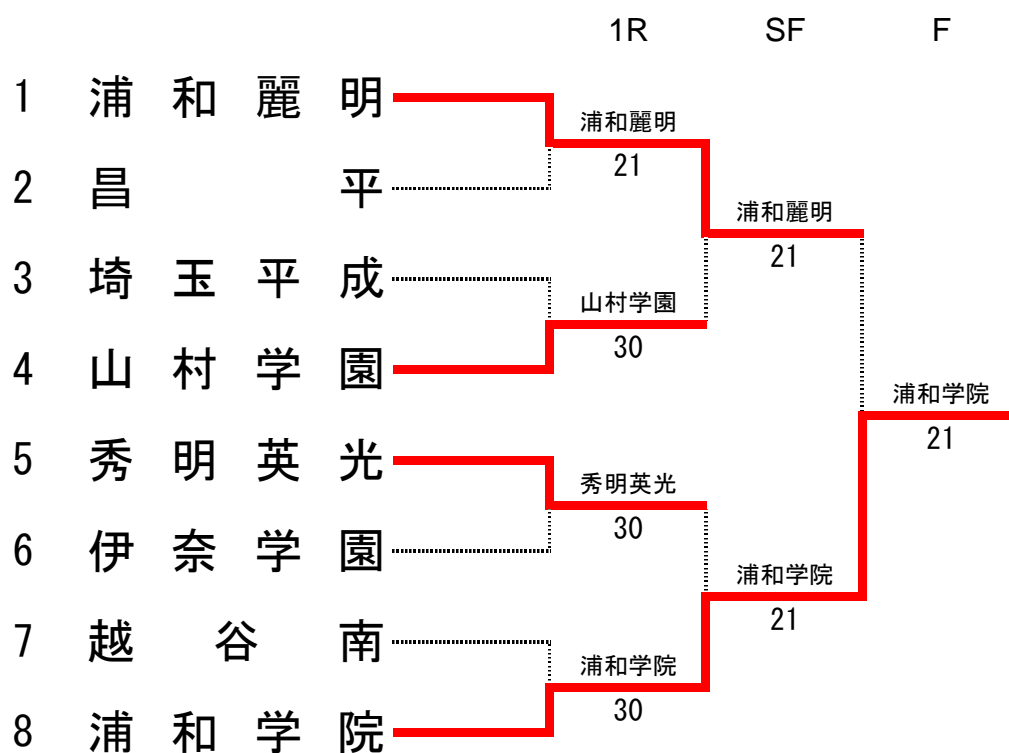 1R SF F
1 浦和麗明
浦和麗明
21
2 昌平
浦和麗明
21
3 埼玉平成
山村学園
30
4 山村学園
浦和学院
21
5 秀明英光
秀明英光
30
6 伊奈学園
浦和学院
21
7 越谷南
浦和学院
30
8 浦和学院